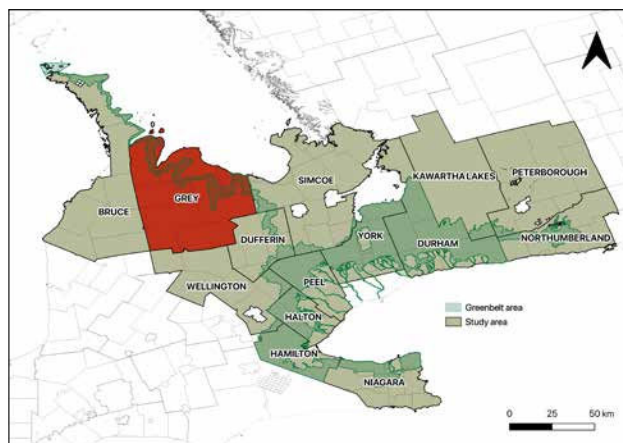 KAWARTHA LAKES
PETERBOROUGH
SIMCOE
GREY
BRUCE
DUFFERIN
YORK
DURHAM
NORTHUMBERLAND
WELLINGTON
PEEL
HALTON
HAMILTON
NIAGARA
Greenbelt area
Study area
0 25 50 km